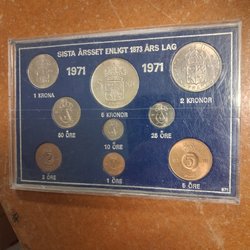 SISTA ÅRSSET ENLIGT 1873 ÅRS LAG
1971 1971
1 KRONA 5 KRONOR 2 KRONOR
50 ÖRE 10 ÖRE 25 ÖRE
2 ÖRE 1 ÖRE 5 ÖRE